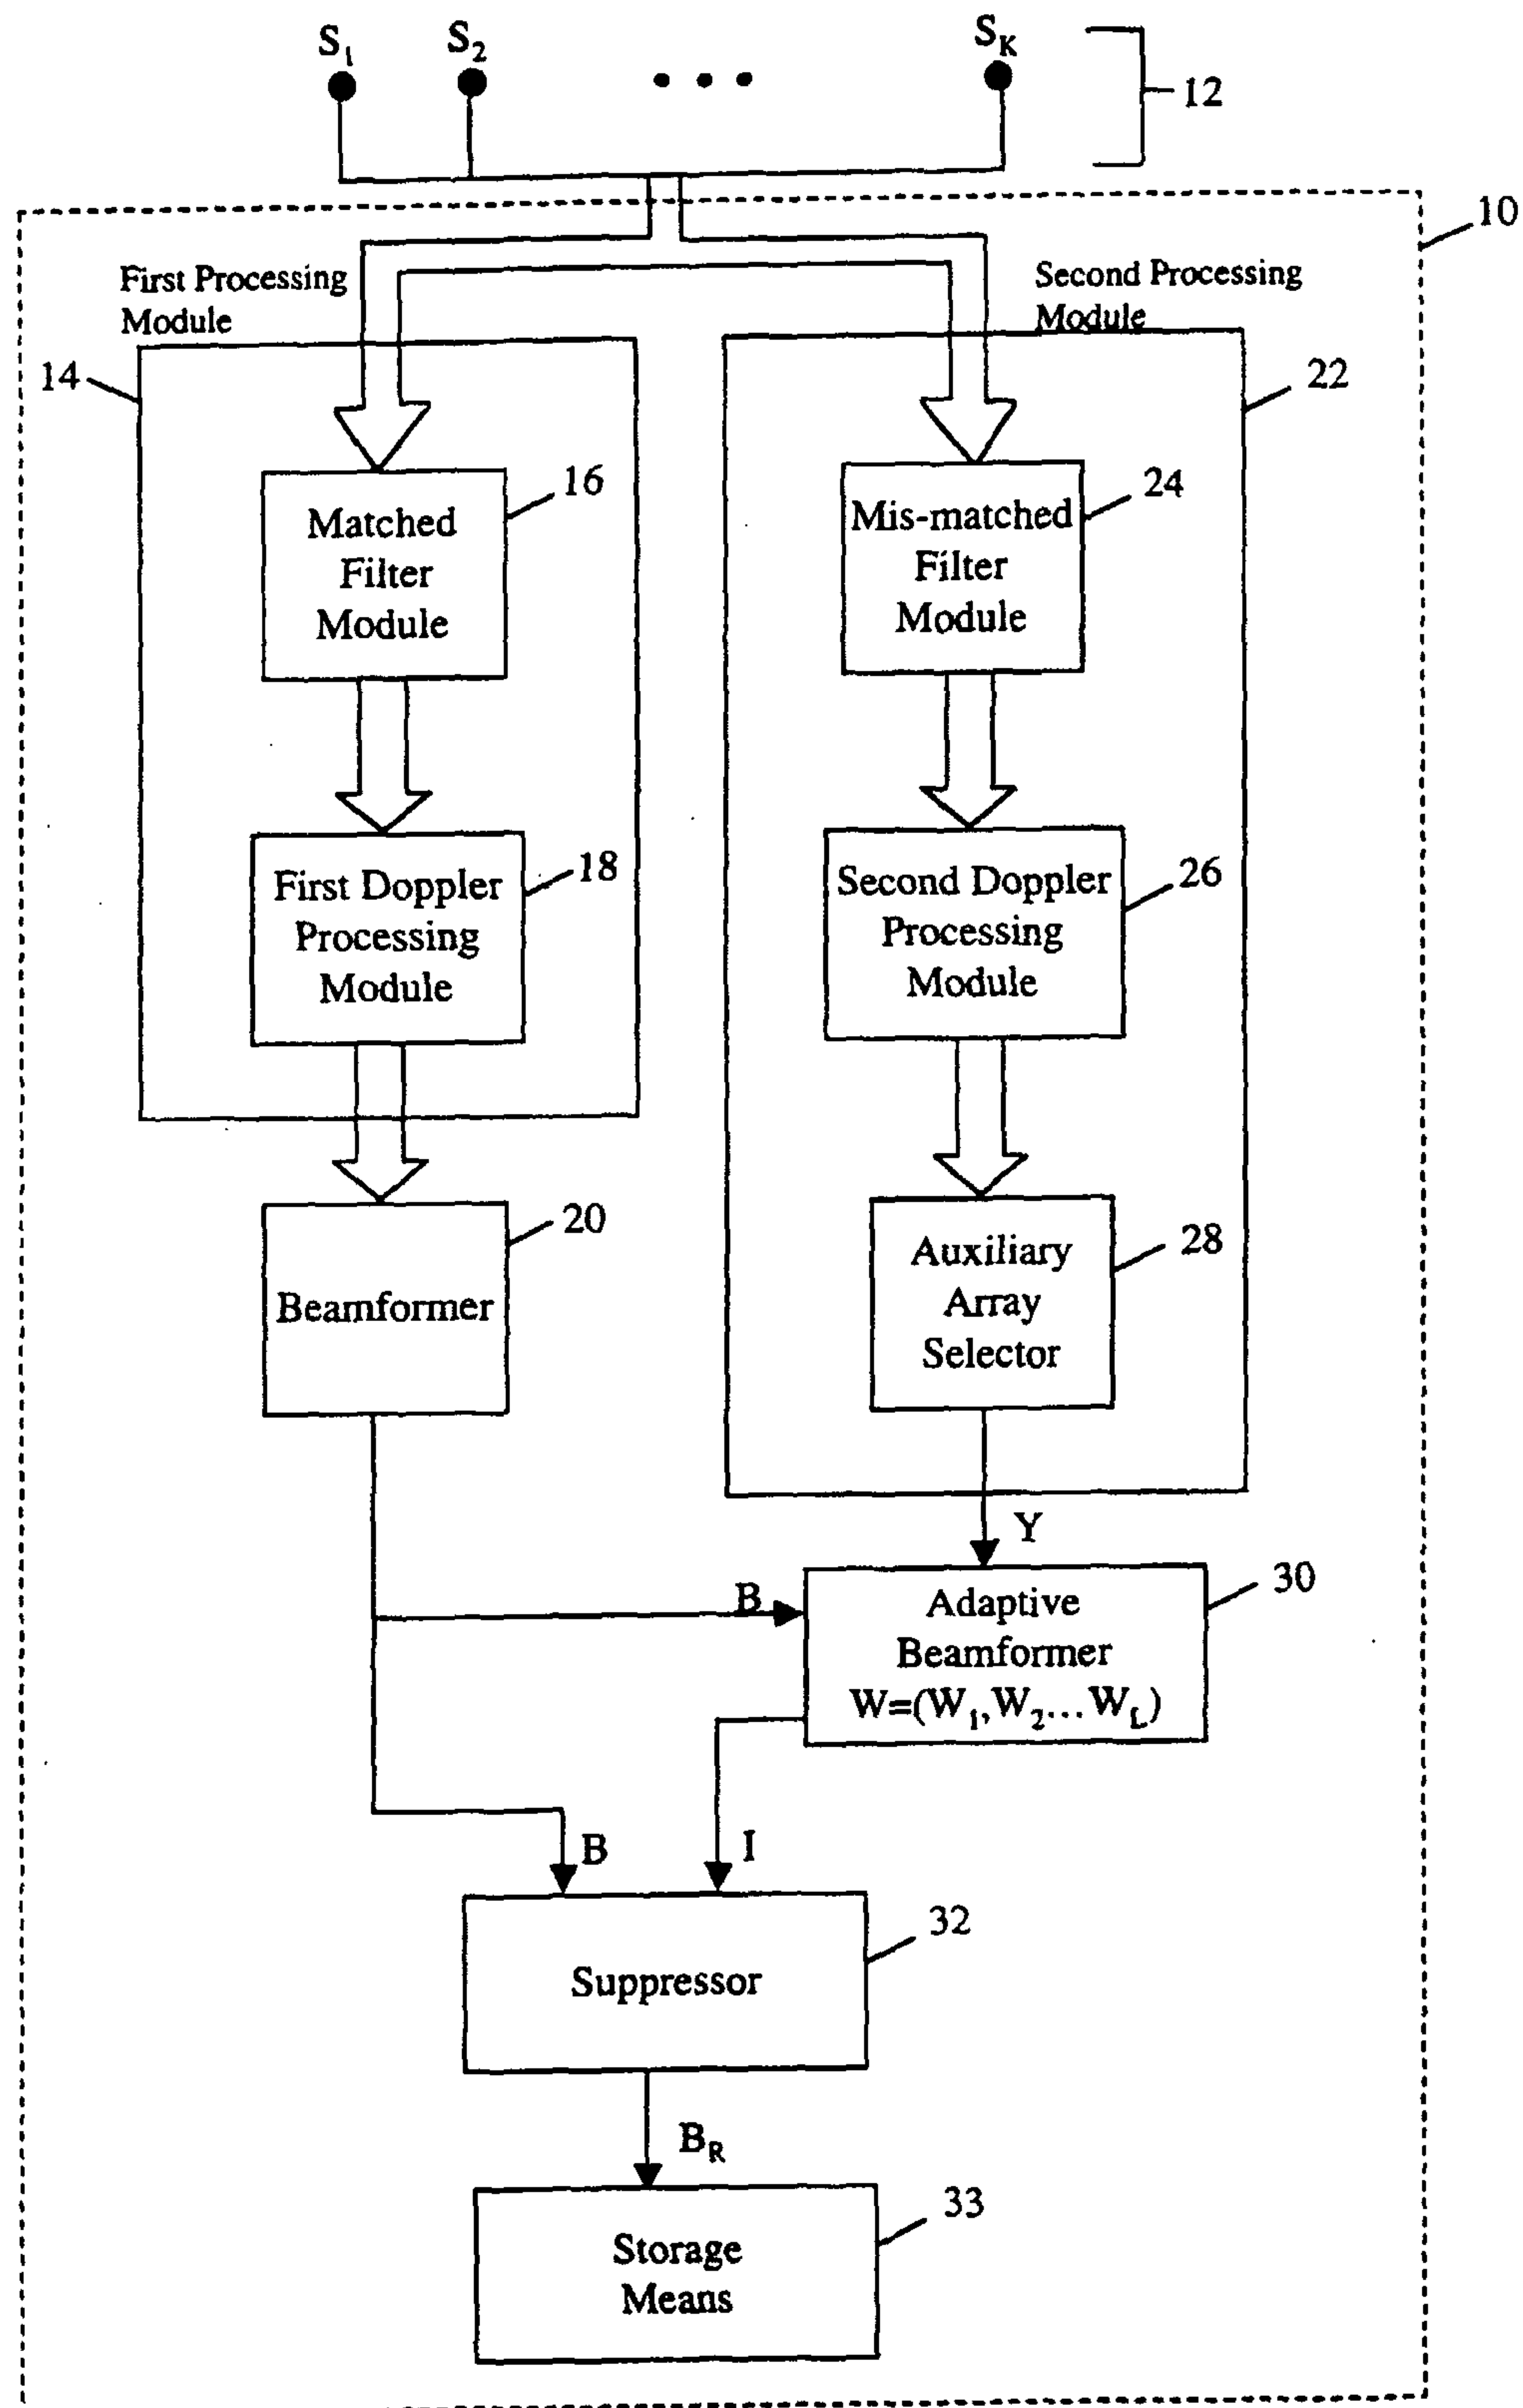 S1 S2 ... SK
12
10
First Processing
Module
Second Processing
Module
14
22
16
Matched
Filter
Module
24
Mis-matched
Filter
Module
18
First Doppler
Processing
Module
26
Second Doppler
Processing
Module
20
Beamformer
28
Auxiliary
Array
Selector
Y
B
30
Adaptive
Beamformer
W=(W1,W2...WL)
B
I
32
Suppressor
BR
33
Storage
Means